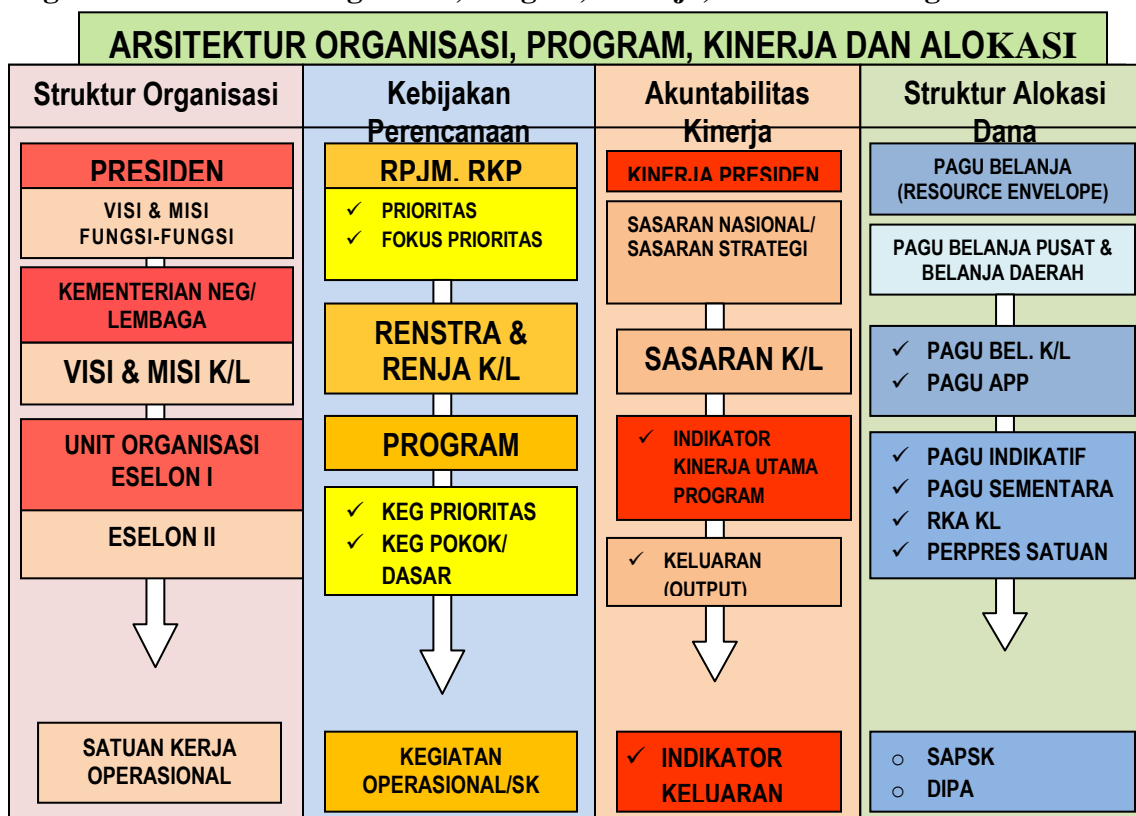 ARSITEKTUR ORGANISASI, PROGRAM, KINERJA DAN ALOKASI
Struktur Organisasi
PRESIDEN
VISI & MISI
FUNGSI-FUNGSI
KEMENTERIAN NEG/
LEMBAGA
VISI & MISI K/L
UNIT ORGANISASI
ESELON I
ESELON II
SATUAN KERJA
OPERASIONAL
Kebijakan
Perencanaan
RPJM, RKP
✓ PRIORITAS
✓ FOKUS PRIORITAS
RENSTRA &
RENJA K/L
PROGRAM
✓ KEG PRIORITAS
✓ KEG POKOK/
DASAR
KEGIATAN
OPERASIONAL/SK
Akuntabilitas
Kinerja
KINERJA PRESIDEN
SASARAN NASIONAL/
SASARAN STRATEGI
SASARAN K/L
✓ INDIKATOR
KINERJA UTAMA
PROGRAM
✓ KELUARAN
(OUTPUT)
✓ INDIKATOR
KELUARAN
Struktur Alokasi
Dana
PAGU BELANJA
(RESOURCE ENVELOPE)
PAGU BELANJA PUSAT &
BELANJA DAERAH
✓ PAGU BEL. K/L
✓ PAGU APP
✓ PAGU INDIKATIF
✓ PAGU SEMENTARA
✓ RKA KL
✓ PERPRES SATUAN
○ SAPSK
○ DIPA